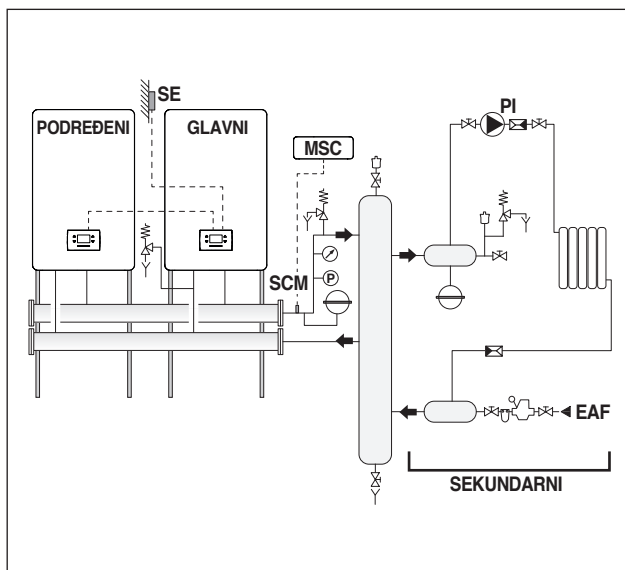 SE
PI
PODREĐENI
GLAVNI
MSC
SCM
P
EAF
SEKUNDARNI